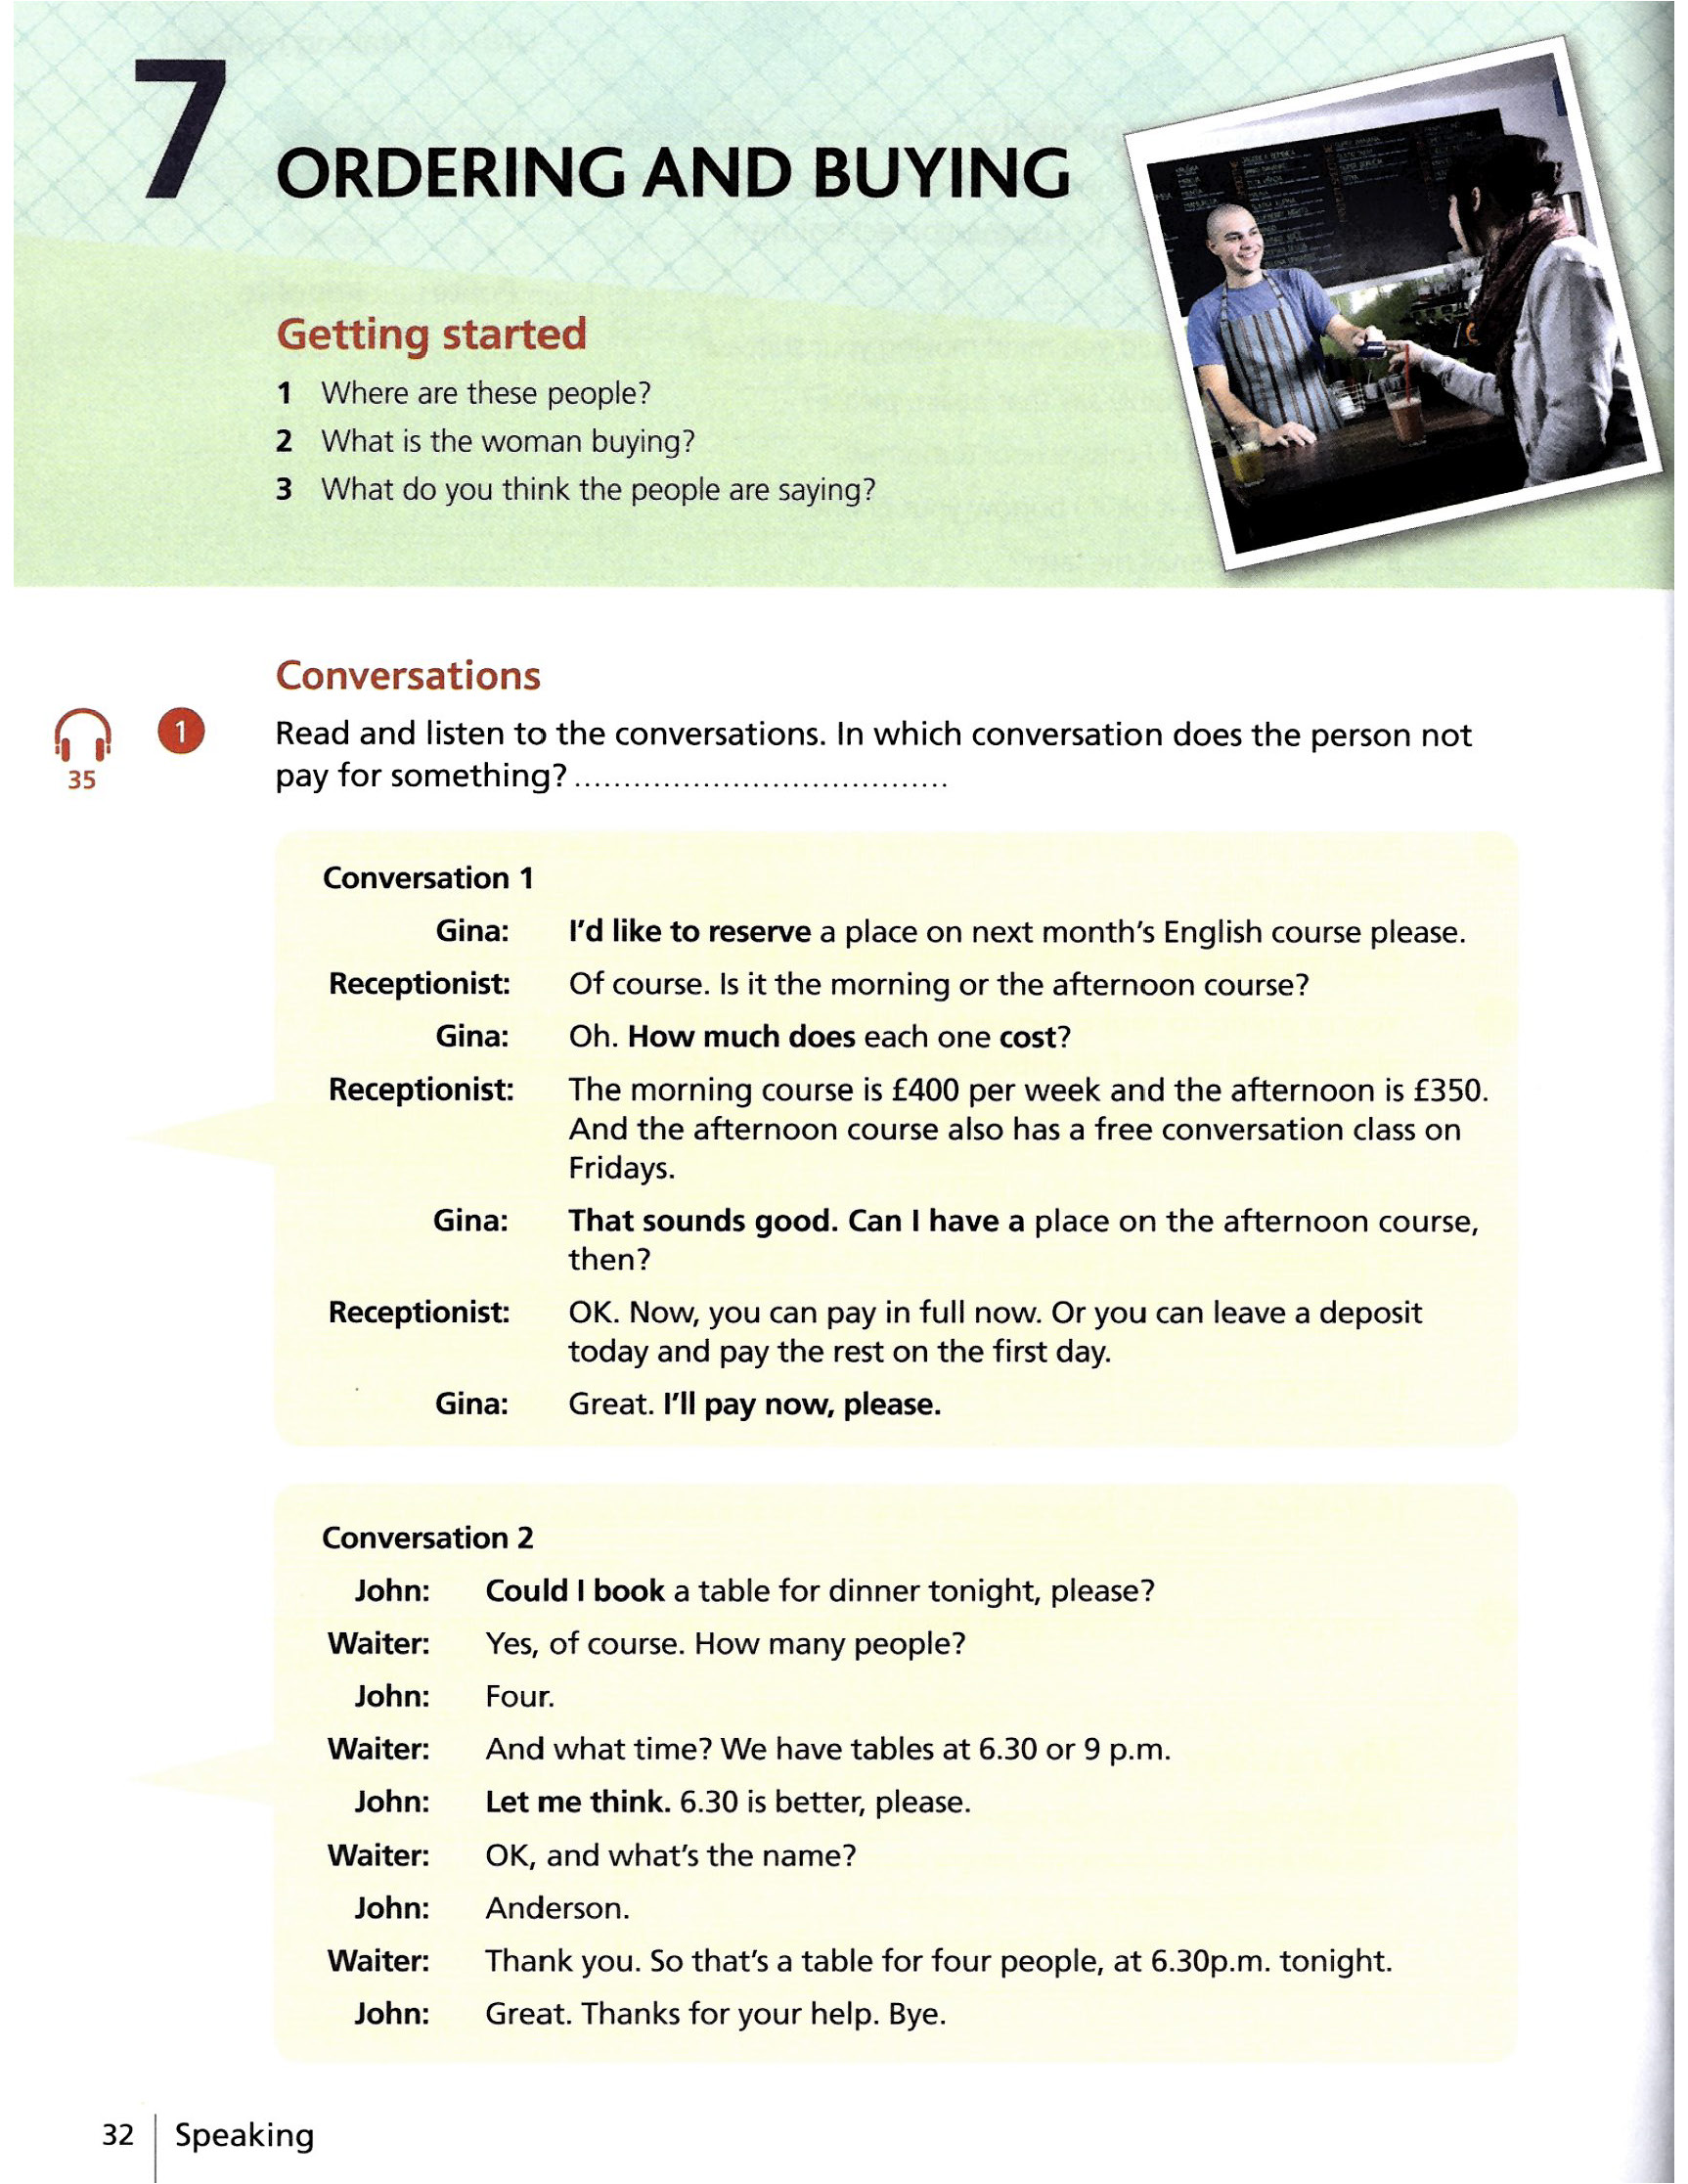 7
ORDERING AND BUYING
Getting started
1 Where are these people?
2 What is the woman buying?
3 What do you think the people are saying?
Conversations
35
1
Read and listen to the conversations. In which conversation does the person not
pay for something? ......................................
Conversation 1
Gina: I'd like to reserve a place on next month's English course please.
Receptionist: Of course. Is it the morning or the afternoon course?
Gina: Oh. How much does each one cost?
Receptionist: The morning course is £400 per week and the afternoon is £350.
And the afternoon course also has a free conversation class on
Fridays.
Gina: That sounds good. Can I have a place on the afternoon course,
then?
Receptionist: OK. Now, you can pay in full now. Or you can leave a deposit
today and pay the rest on the first day.
Gina: Great. I'll pay now, please.
Conversation 2
John: Could I book a table for dinner tonight, please?
Waiter: Yes, of course. How many people?
John: Four.
Waiter: And what time? We have tables at 6.30 or 9 p.m.
John: Let me think. 6.30 is better, please.
Waiter: OK, and what's the name?
John: Anderson.
Waiter: Thank you. So that's a table for four people, at 6.30p.m. tonight.
John: Great. Thanks for your help. Bye.
32 Speaking